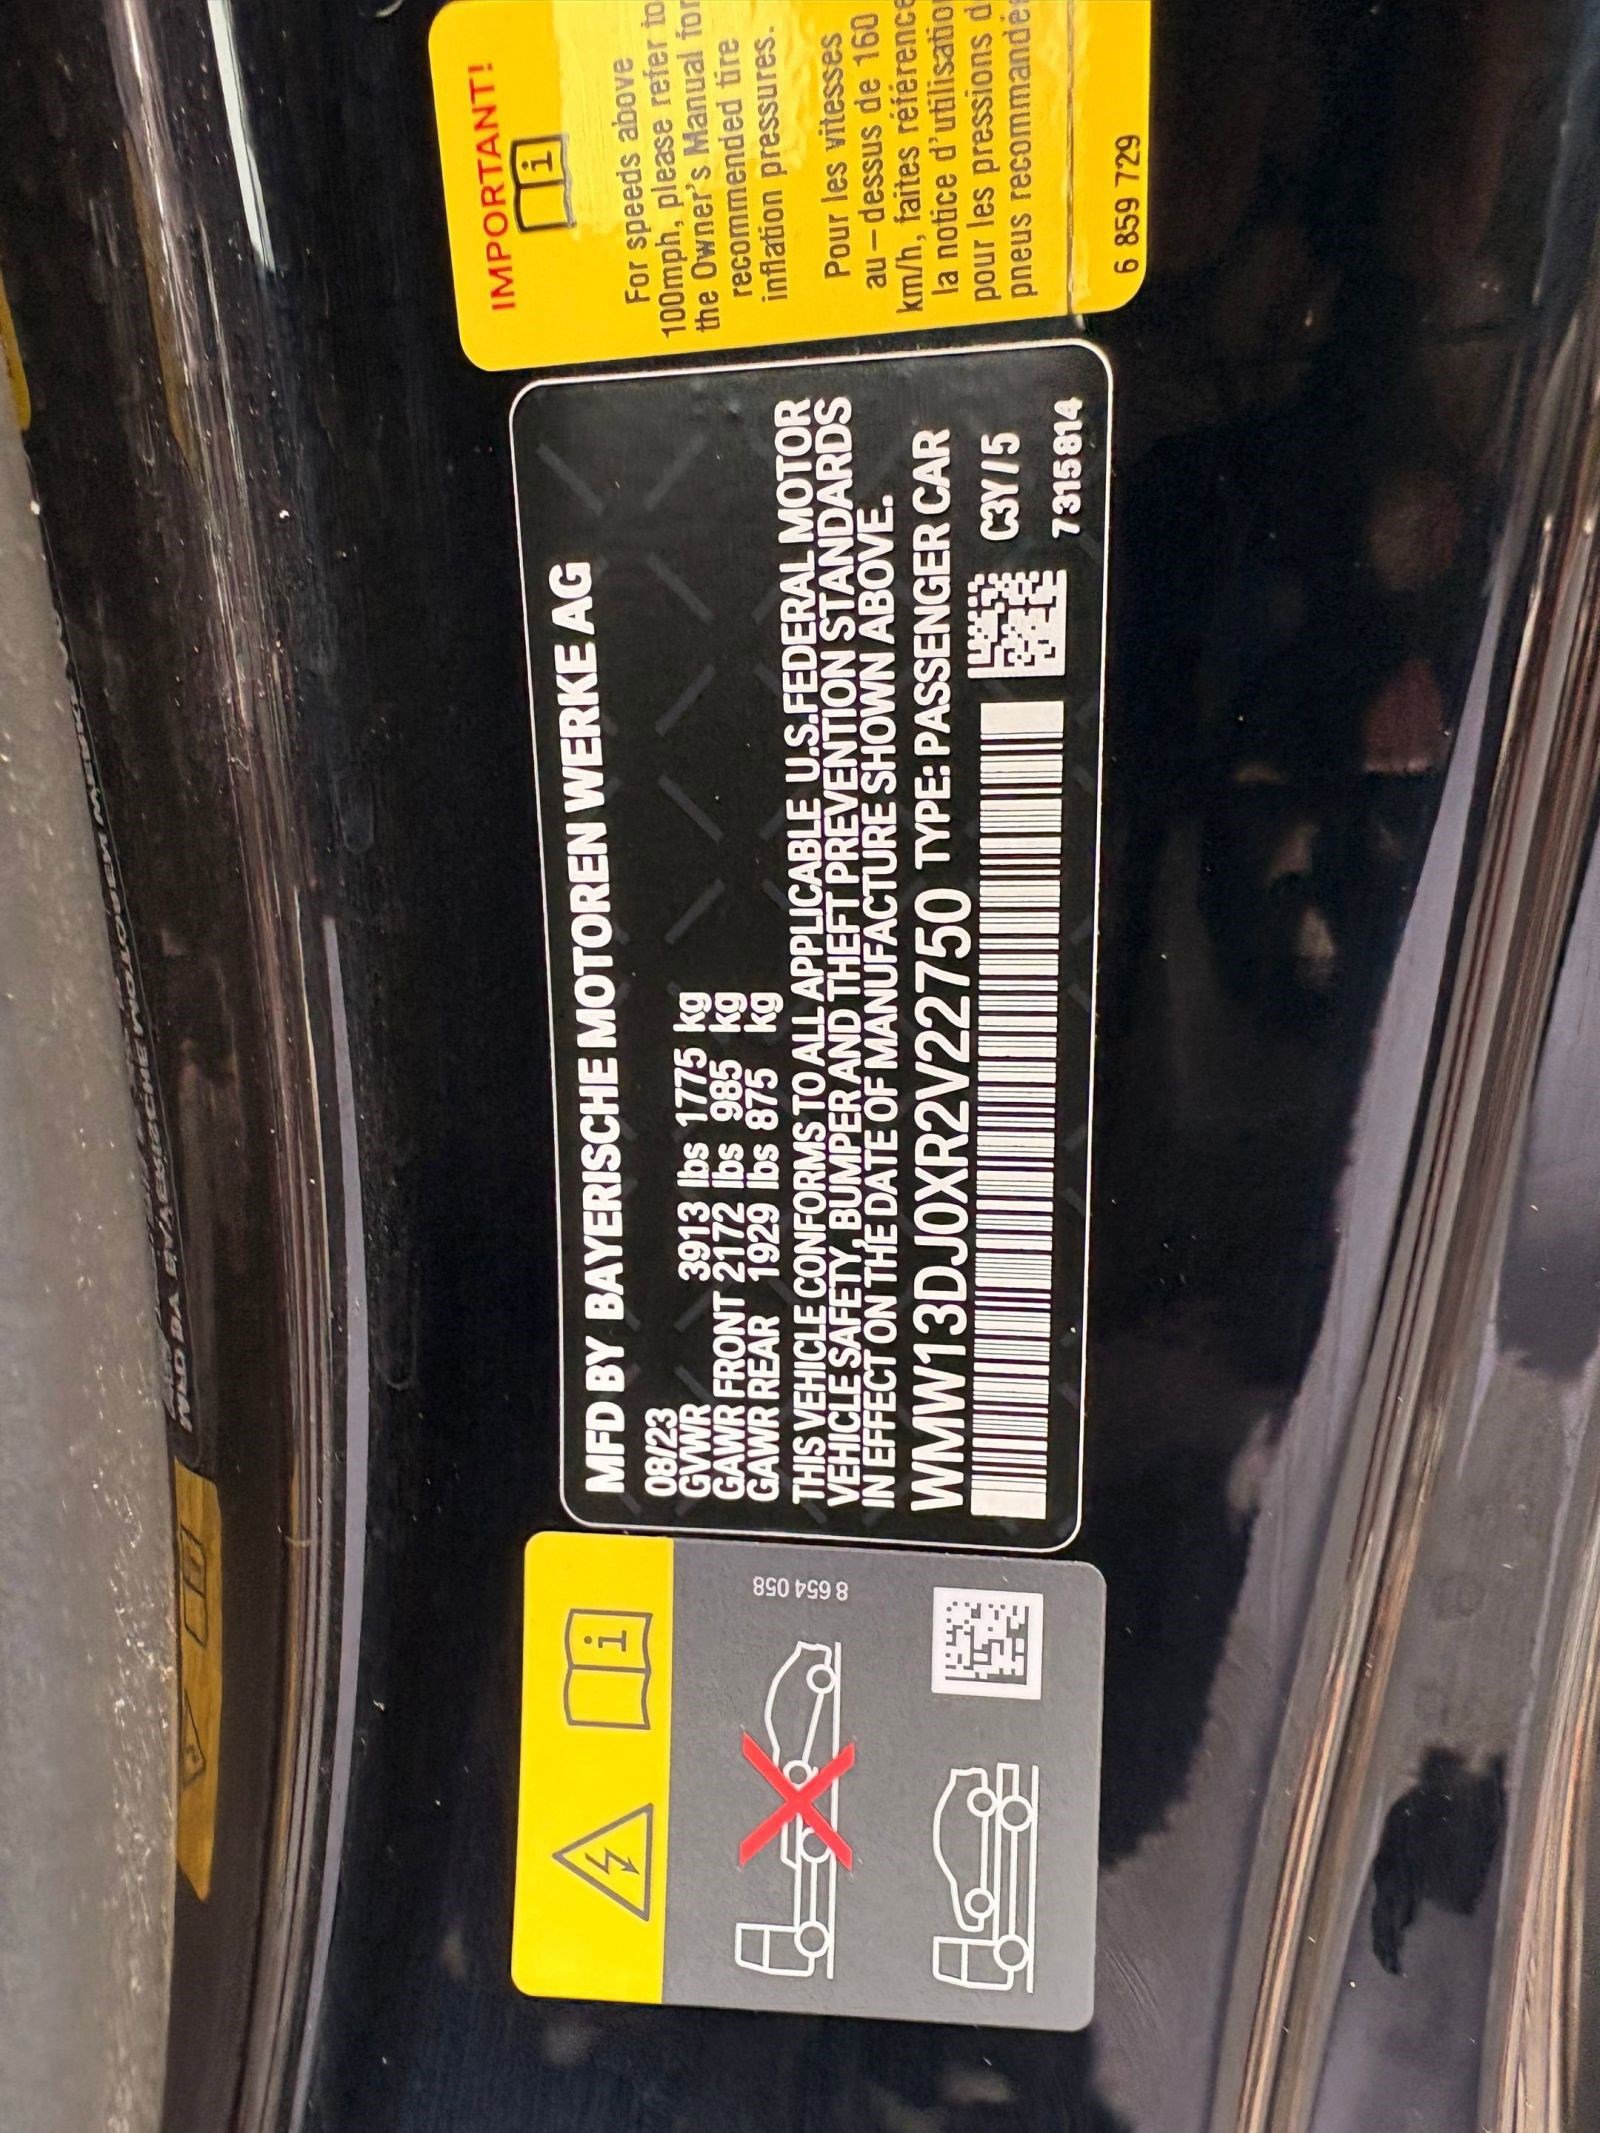 MFD BY BAYERISCHE MOTOREN WERKE AG
08/23
GVWR 3913 lbs 1775 kg
GAWR FRONT 2172 lbs 985 kg
GAWR REAR 1929 lbs 875 kg
THIS VEHICLE CONFORMS TO ALL APPLICABLE U.S.FEDERAL MOTOR
VEHICLE SAFETY, BUMPER AND THEFT PREVENTION STANDARDS
IN EFFECT ON THE DATE OF MANUFACTURE SHOWN ABOVE.
WMW13DJ0XR2V22750 TYPE: PASSENGER CAR
C3Y/5
7315814
8 654 058
IMPORTANT!
For speeds above
100mph, please refer to
the Owner's Manual for
recommended tire
inflation pressures.
Pour les vitesses
au-dessus de 160
km/h, faites référence
la notice d'utilisation
pour les pressions
pneus recommandé
6 859 729